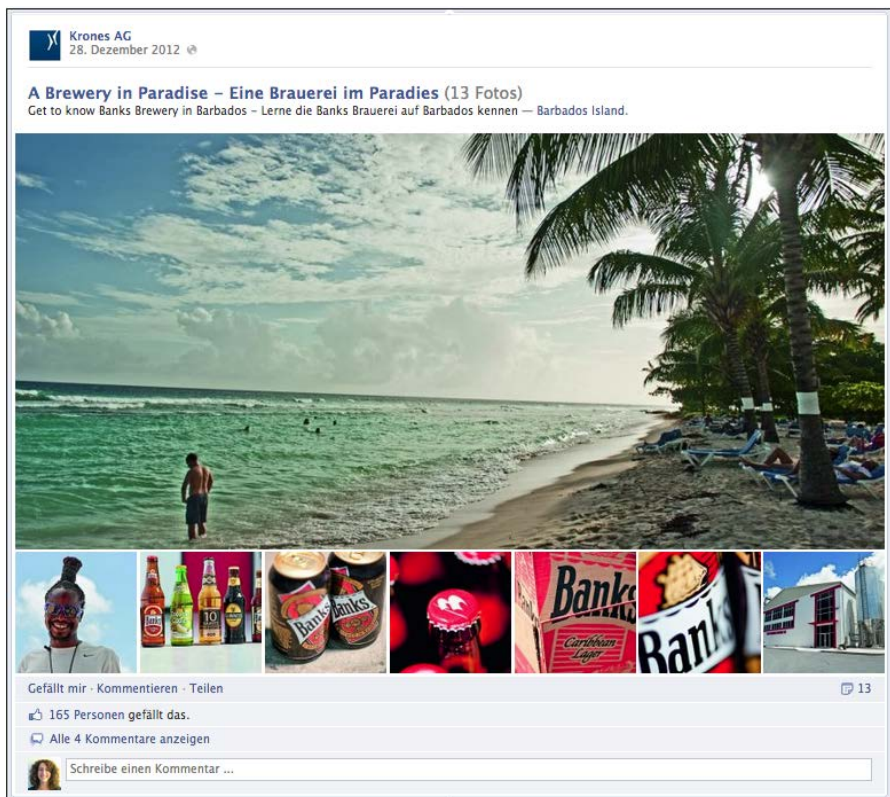 Krones AG
28. Dezember 2012
A Brewery in Paradise – Eine Brauerei im Paradies (13 Fotos)
Get to know Banks Brewery in Barbados – Lerne die Banks Brauerei auf Barbados kennen — Barbados Island.
Banks
10
Banks
Banks
Banks
Caribbean
Lager
Banks
Gefällt mir · Kommentieren · Teilen
13
165 Personen gefällt das.
Alle 4 Kommentare anzeigen
Schreibe einen Kommentar ...